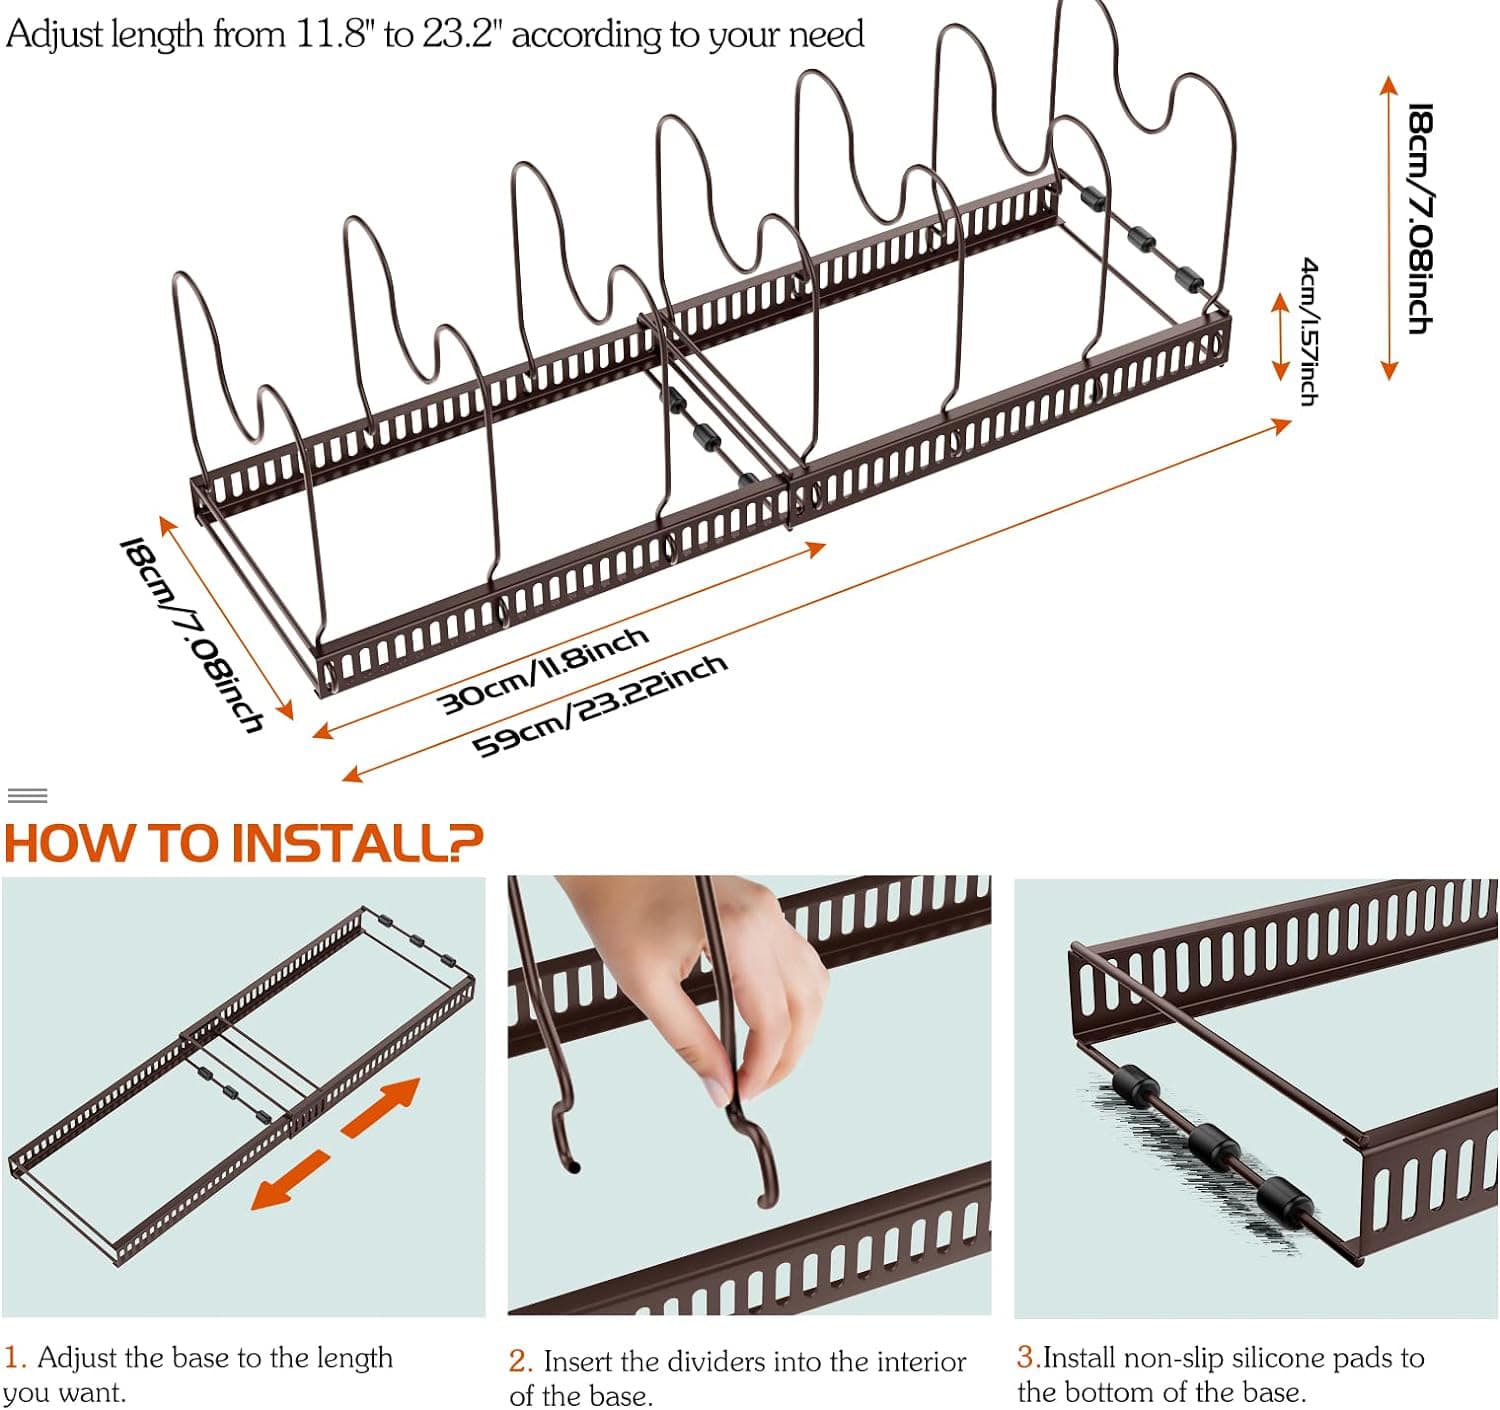 Adjust length from 11.8" to 23.2" according to your need
18cm/7.08inch
4cm/1.57inch
18cm/7.08inch
30cm/11.8inch
59cm/23.22inch
HOW TO INSTALL?
1. Adjust the base to the length
you want.
2. Insert the dividers into the interior
of the base.
3.Install non-slip silicone pads to
the bottom of the base.